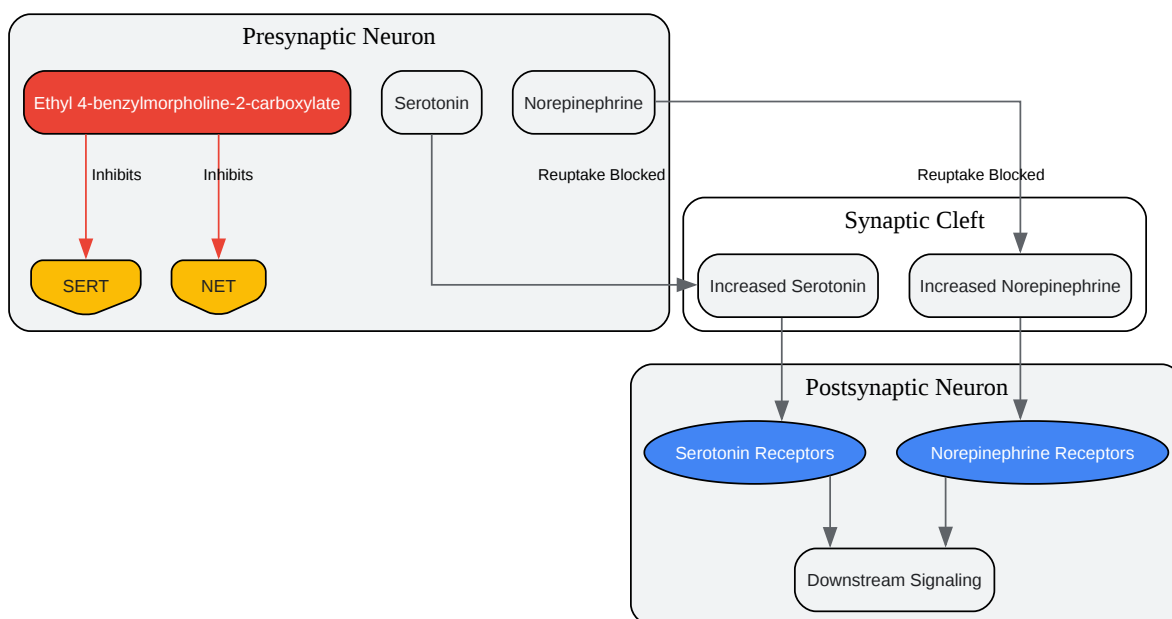 Presynaptic Neuron
Ethyl 4-benzylmorpholine-2-carboxylate
Serotonin
Norepinephrine
Inhibits
Inhibits
Reuptake Blocked
Reuptake Blocked
Synaptic Cleft
SERT
NET
Increased Serotonin
Increased Norepinephrine
Postsynaptic Neuron
Serotonin Receptors
Norepinephrine Receptors
Downstream Signaling